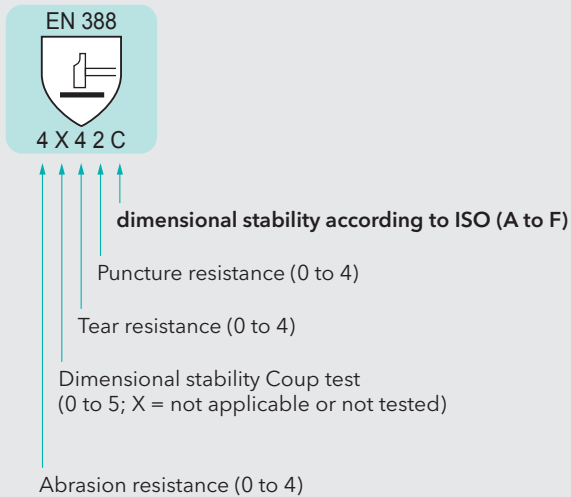 EN 388
4 X 4 2 C
dimensional stability according to ISO (A to F)
Puncture resistance (0 to 4)
Tear resistance (0 to 4)
Dimensional stability Coup test
(0 to 5; X = not applicable or not tested)
Abrasion resistance (0 to 4)